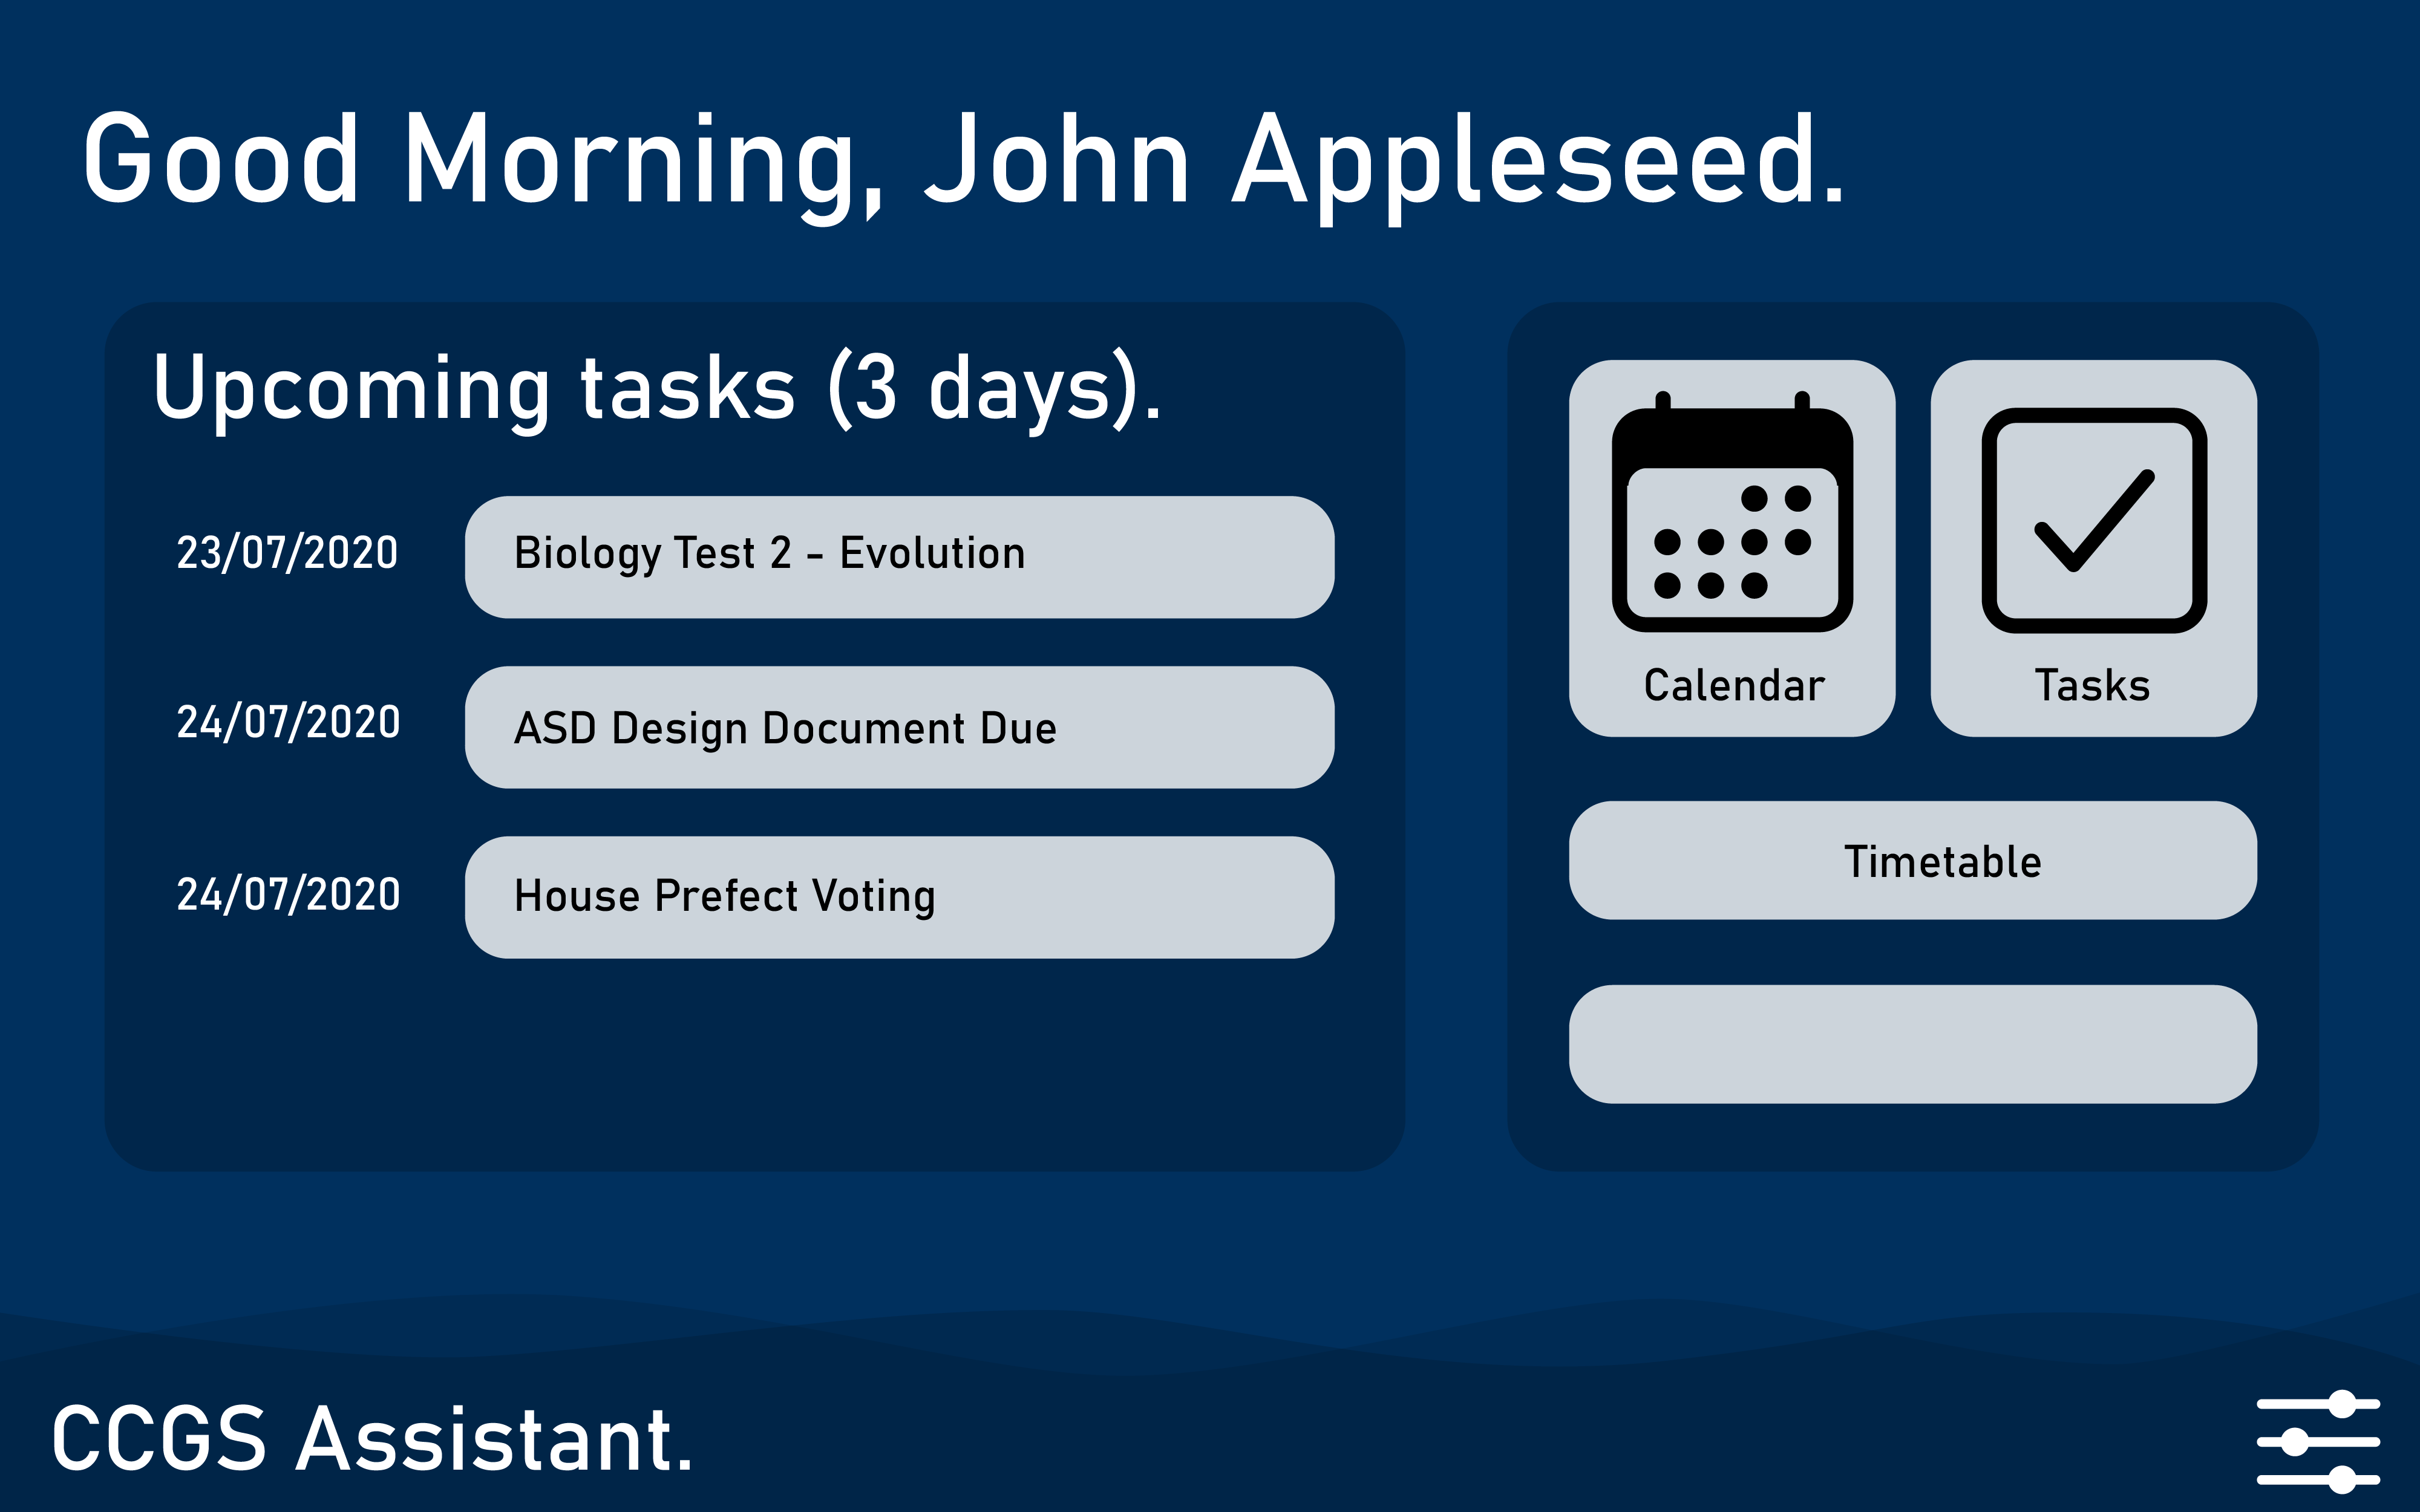 Good Morning, John Appleseed.
Upcoming tasks (3 days).
23/07/2020 Biology Test 2 - Evolution
24/07/2020 ASD Design Document Due
24/07/2020 House Prefect Voting
Calendar Tasks
Timetable
CCGS Assistant.